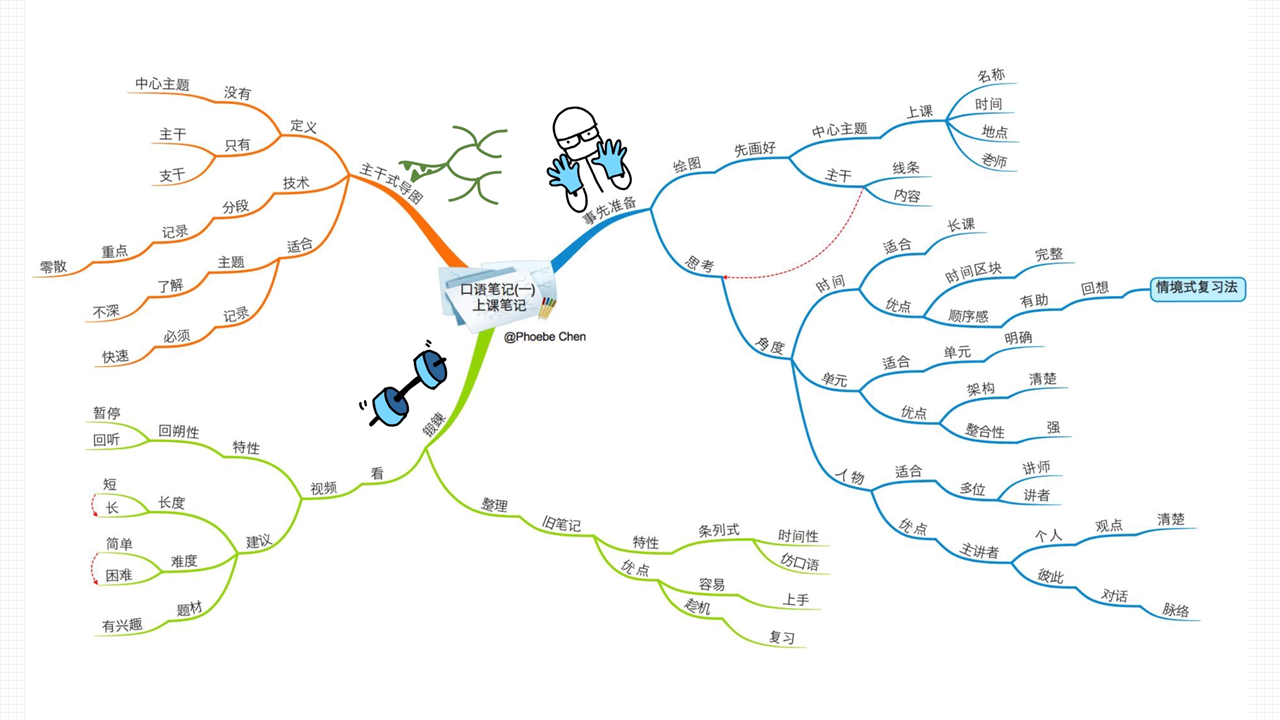 口语笔记(一)
上课笔记
@Phoebe Chen
事先准备
绘图
先画好
中心主题
上课
名称
时间
地点
老师
主干
线条
内容
思考
角度
时间
适合
长课
优点
时间区块
完整
顺序感
有助
回想
情境式复习法
单元
适合
单元
明确
优点
架构
清楚
整合性
强
人物
适合
多位
讲师
讲者
优点
主讲者
个人
观点
清楚
彼此
对话
脉络
锻鍊
整理
旧笔记
特性
条列式
时间性
仿口语
优点
容易
上手
趁机
复习
看
视频
特性
回朔性
暂停
回听
建议
长度
短
长
难度
简单
困难
题材
有兴趣
主干式导图
定义
没有
中心主题
只有
主干
支干
技术
分段
记录
重点
零散
适合
主题
了解
不深
记录
必须
快速